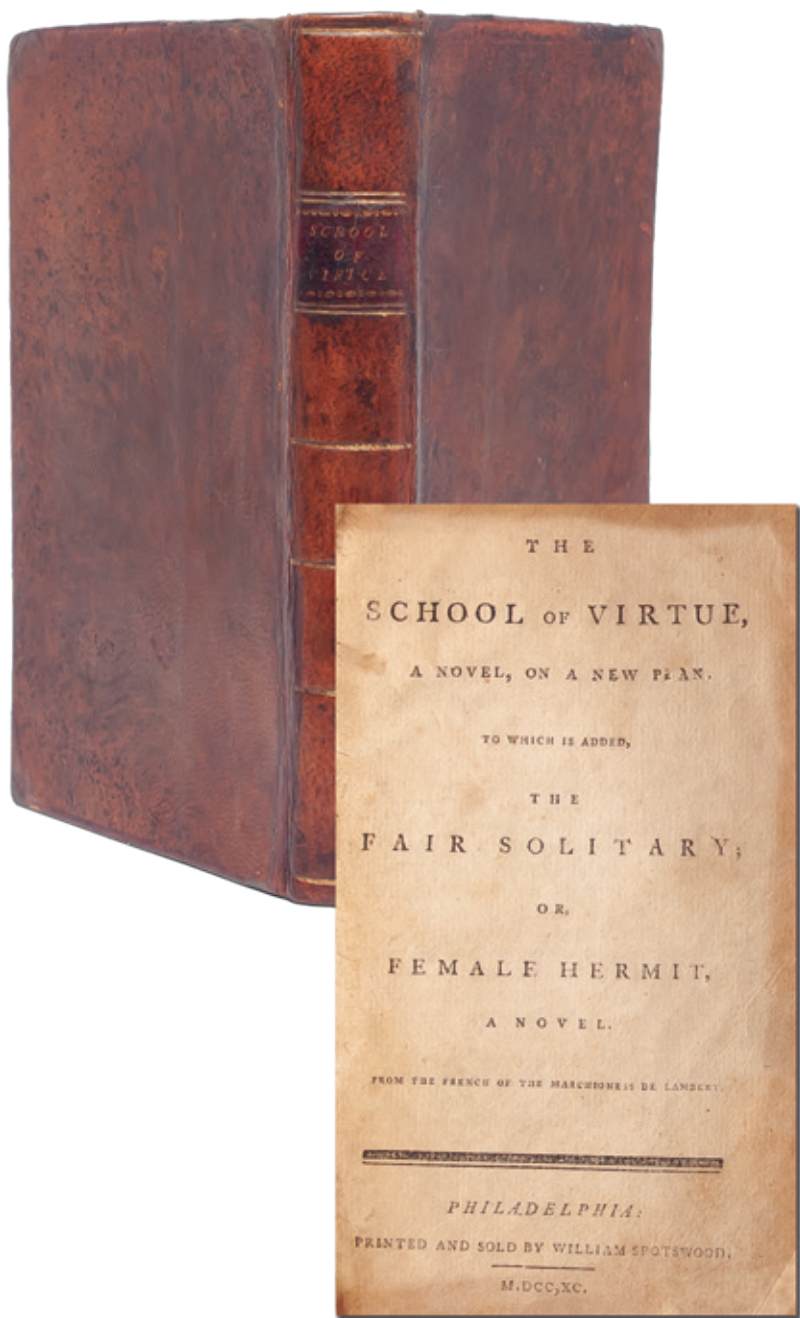 SCHOOL
OF
VIRTUE
THE
SCHOOL OF VIRTUE,
A NOVEL, ON A NEW PLAN.
TO WHICH IS ADDED,
THE
FAIR SOLITARY;
OR,
FEMALE HERMIT,
A NOVEL.
FROM THE FRENCH OF THE MARCHIONESS DE LAMBERT.
PHILADELPHIA:
PRINTED AND SOLD BY WILLIAM SPOTSWOOD,
M.DCC,XC.